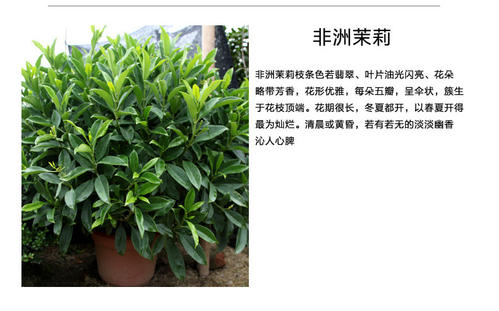 非洲茉莉
非洲茉莉枝条色若翡翠、叶片油光闪亮、花朵
略带芳香，花形优雅，每朵五瓣，呈伞状，簇生
于花枝顶端。花期很长，冬夏都开，以春夏开得
最为灿烂。清晨或黄昏，若有若无的淡淡幽香
沁人心脾